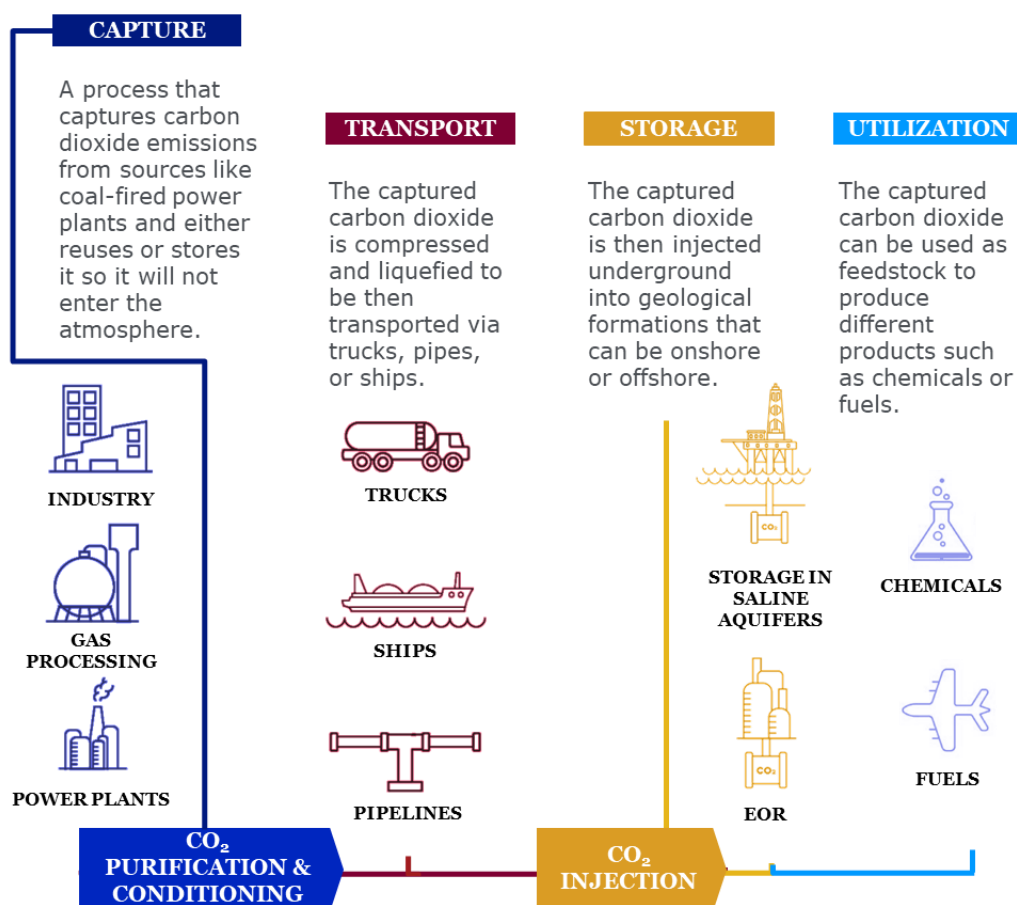 CAPTURE
A process that
captures carbon
dioxide emissions
from sources like
coal-fired power
plants and either
reuses or stores
it so it will not
enter the
atmosphere.
INDUSTRY
GAS
PROCESSING
POWER PLANTS
CO₂
PURIFICATION &
CONDITIONING
TRANSPORT
The captured
carbon dioxide
is compressed
and liquefied to
be then
transported via
trucks, pipes,
or ships.
TRUCKS
SHIPS
PIPELINES
STORAGE
The captured
carbon dioxide
is then injected
underground
into geological
formations that
can be onshore
or offshore.
CO₂
STORAGE IN
SALINE
AQUIFERS
CO₂
EOR
CO₂
INJECTION
UTILIZATION
The captured
carbon dioxide
can be used as
feedstock to
produce
different
products such
as chemicals or
fuels.
CHEMICALS
FUELS